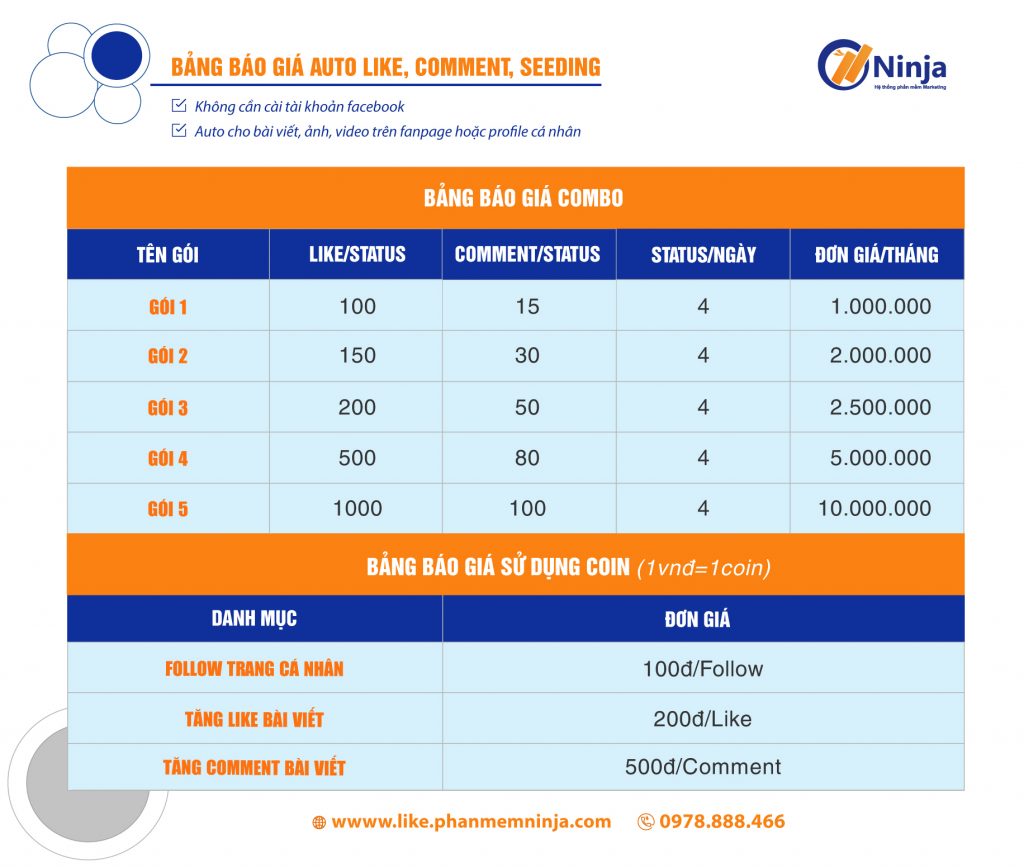 BẢNG BÁO GIÁ AUTO LIKE, COMMENT, SEEDING
Không cần cài tài khoản facebook
Auto cho bài viết, ảnh, video trên fanpage hoặc profile cá nhân
Ninja
Hệ thống phần mềm Marketing
BẢNG BÁO GIÁ COMBO
TÊN GÓI LIKE/STATUS COMMENT/STATUS STATUS/NGÀY ĐƠN GIÁ/THÁNG
GÓI 1 100 15 4 1.000.000
GÓI 2 150 30 4 2.000.000
GÓI 3 200 50 4 2.500.000
GÓI 4 500 80 4 5.000.000
GÓI 5 1000 100 4 10.000.000
BẢNG BÁO GIÁ SỬ DỤNG COIN (1vnđ=1coin)
DANH MỤC ĐƠN GIÁ
FOLLOW TRANG CÁ NHÂN 100đ/Follow
TĂNG LIKE BÀI VIẾT 200đ/Like
TĂNG COMMENT BÀI VIẾT 500đ/Comment
www.like.phanmemninja.com 0978.888.466